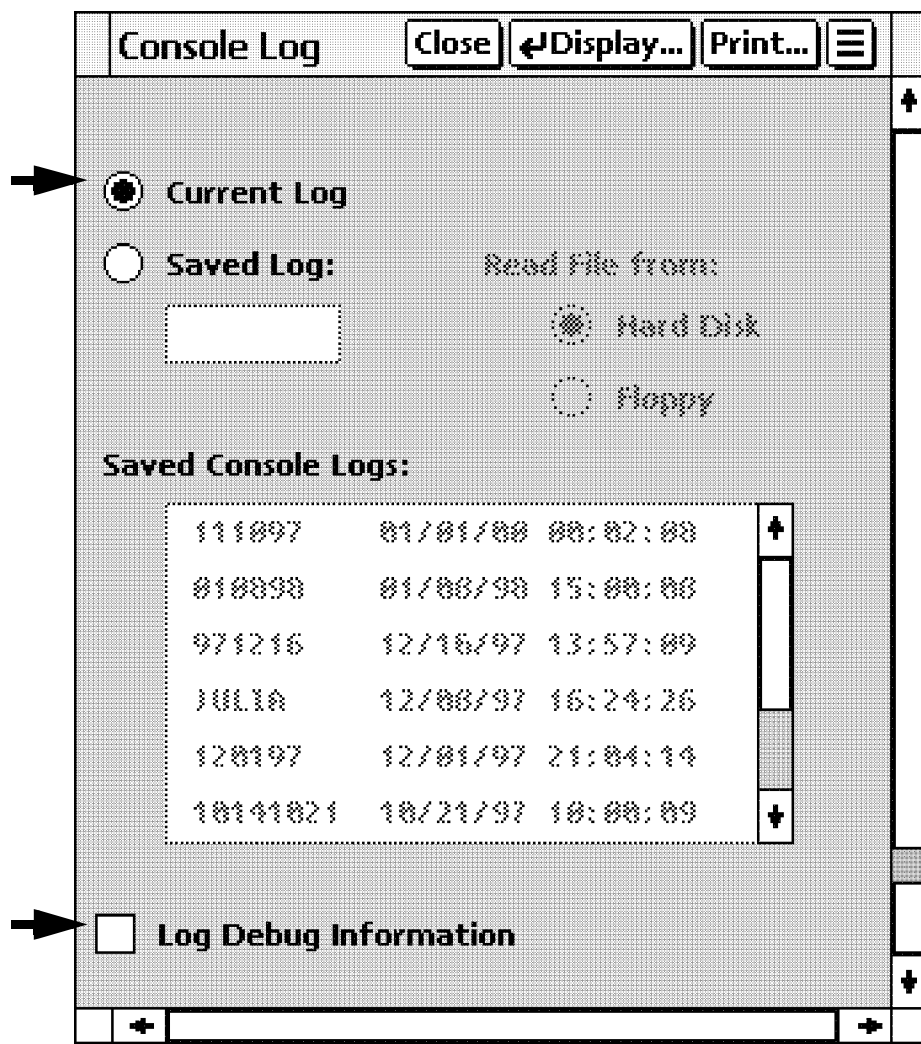 Console Log Close ↵Display... Print... ☰
Current Log
Saved Log: Read File from:
Hard Disk
Floppy
Saved Console Logs:
111097 01/01/00 00:02:08
010898 01/08/98
971216 12/16/97 13:57:09
JULIA 12/08/97 16:24:26
120197 12/01/97 21:04:14
10141021 10/21/97 10:00:09
Log Debug Information